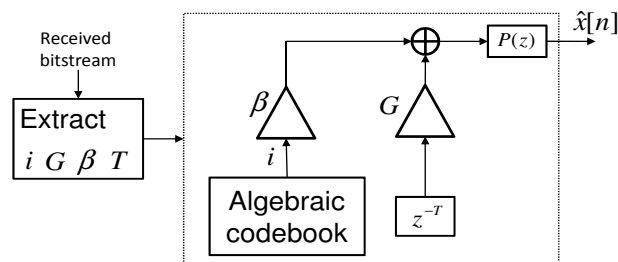 Received
bitstream
Extract
i G β T
β
i
Algebraic
codebook
G
z^{-T}
P(z)
x̂[n]